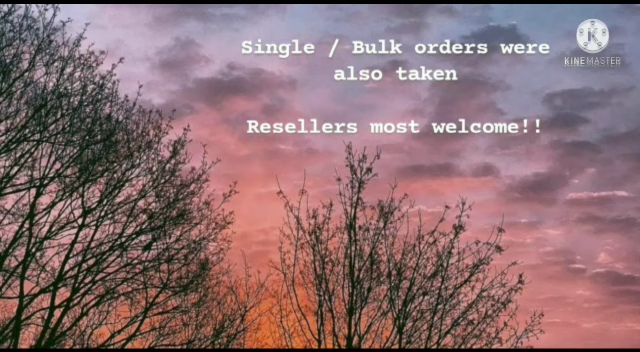 Single / Bulk orders were
also taken
Resellers most welcome!!
K
KINEMASTER